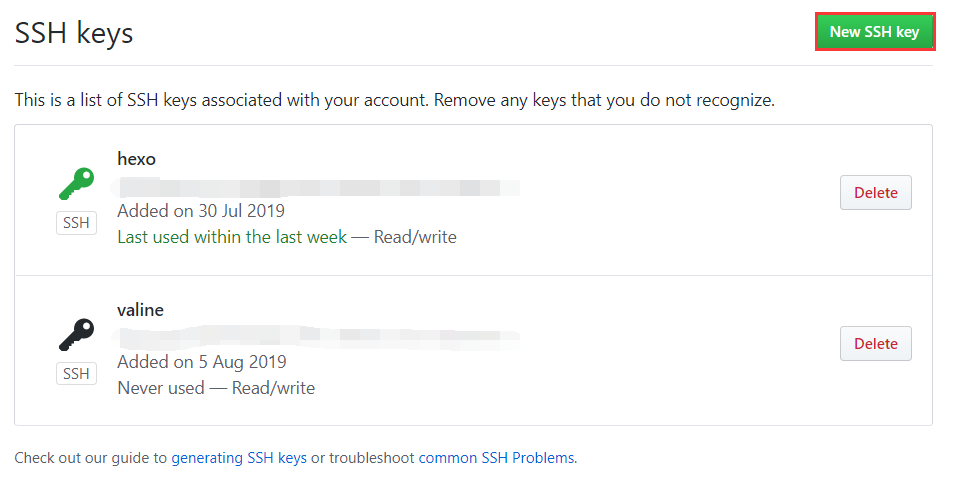 SSH keys
New SSH key
This is a list of SSH keys associated with your account. Remove any keys that you do not recognize.
hexo
Added on 30 Jul 2019
Last used within the last week — Read/write
SSH
Delete
valine
Added on 5 Aug 2019
Never used — Read/write
SSH
Delete
Check out our guide to generating SSH keys or troubleshoot common SSH Problems.